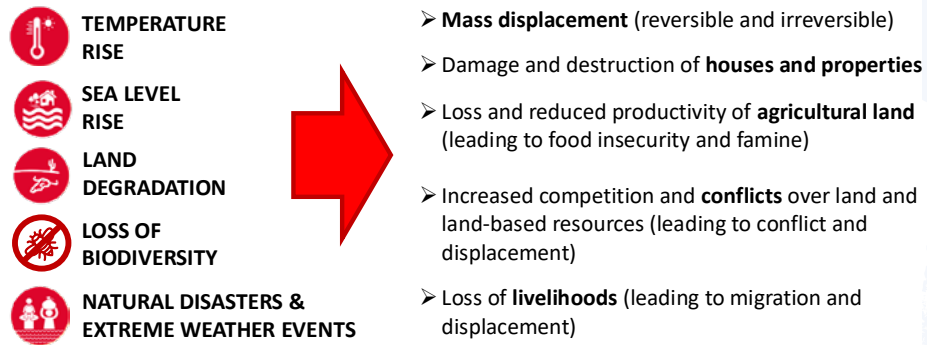 TEMPERATURE
RISE
SEA LEVEL
RISE
LAND
DEGRADATION
LOSS OF
BIODIVERSITY
NATURAL DISASTERS &
EXTREME WEATHER EVENTS
➢ Mass displacement (reversible and irreversible)
➢ Damage and destruction of houses and properties
➢ Loss and reduced productivity of agricultural land
(leading to food insecurity and famine)
➢ Increased competition and conflicts over land and
land-based resources (leading to conflict and
displacement)
➢ Loss of livelihoods (leading to migration and
displacement)